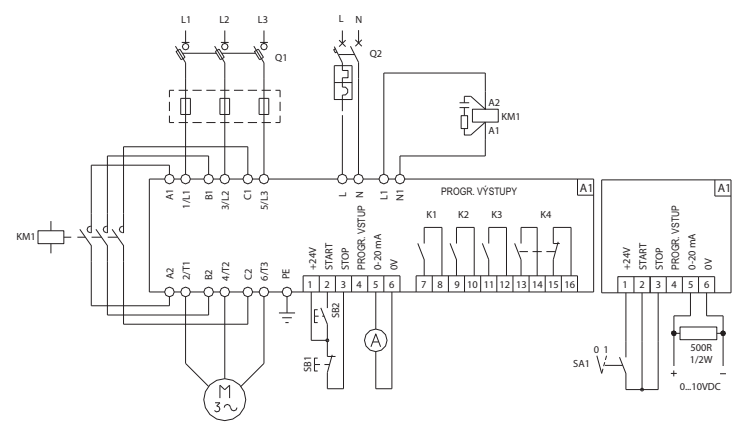 L1 L2 L3
L N
Q1
Q2
A2
KM1
A1
A1 1/L1 B1 3/L2 C1 5/L3
L N L1 N1
PROGR. VÝSTUPY
A1
A1
KM1
K1 K2 K3 K4
A2 2/T1 B2 4/T2 C2 6/T3 PE
+24V START STOP PROGR. VSTUP 0-20 mA 0V
+24V START STOP PROGR. VSTUP 0-20 mA 0V
1 2 3 4 5 6
7 8 9 10 11 12 13 14 15 16
1 2 3 4 5 6
SB2
SB1
A
M
3
500R
1/2W
0 1
SA1
+ –
0...10VDC